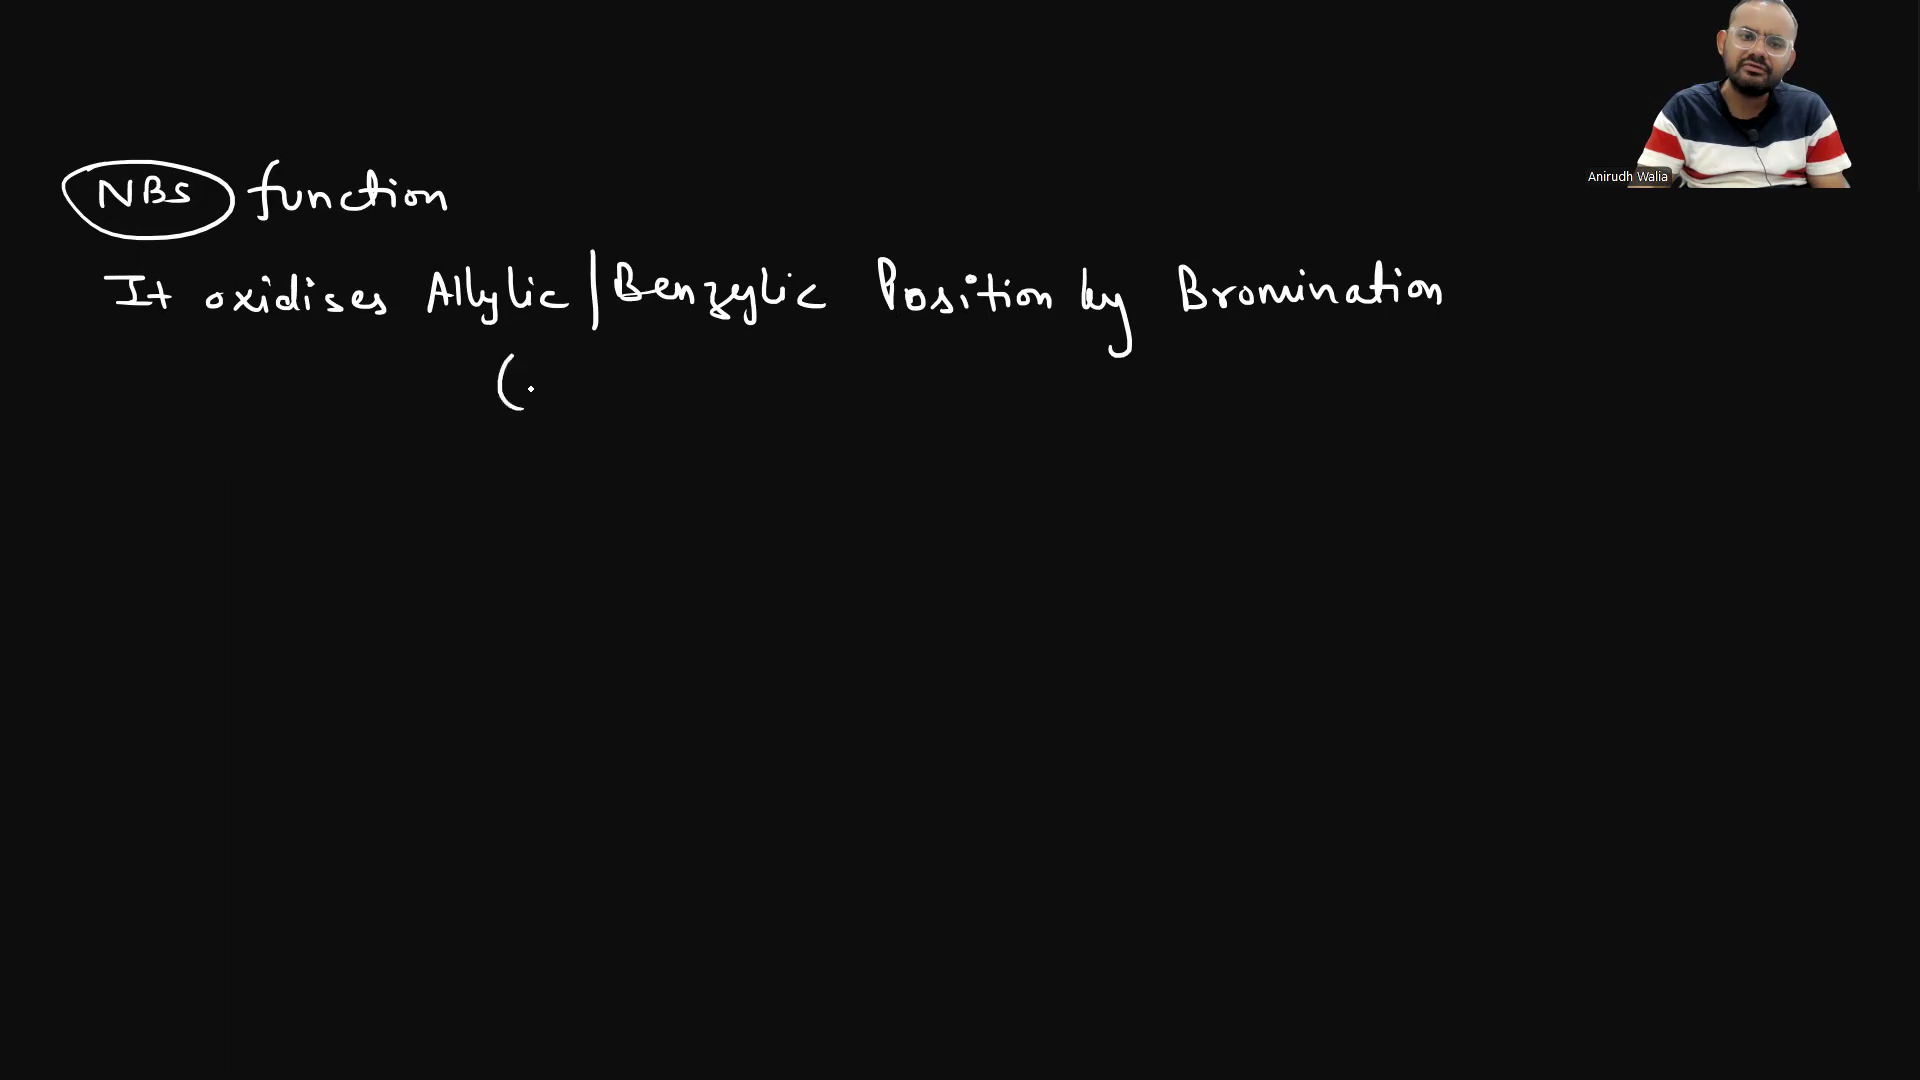 NBS function
It oxidises Allylic | Benzylic Position by Bromination
(.
Anirudh Walia